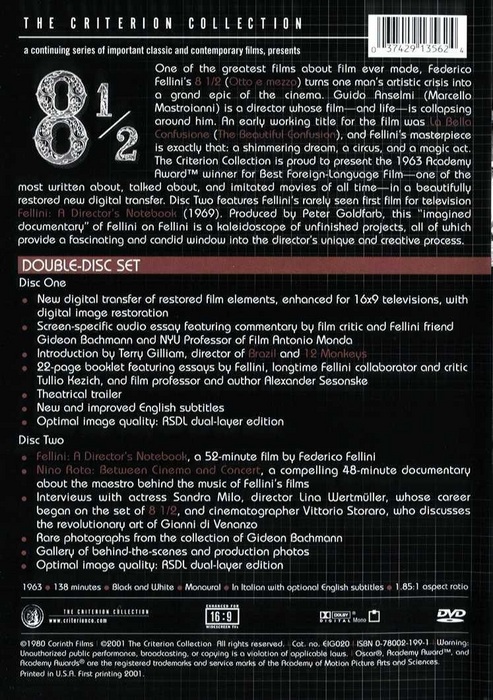 THE CRITERION COLLECTION
a continuing series of important classic and contemporary films, presents
0 37429 13562 4
8 1/2
One of the greatest films about film ever made, Federico
Fellini's 8 1/2 (Otto e mezzo) turns one man's artistic crisis into
a grand epic of the cinema. Guido Anselmi (Marcello
Mastroianni) is a director whose film—and life—is collapsing
around him. An early working title for the film was La Bella
Confusione (The Beautiful Confusion), and Fellini's masterpiece
is exactly that: a shimmering dream, a circus, and a magic act.
The Criterion Collection is proud to present the 1963 Academy
Award™ winner for Best Foreign-Language Film—one of the
most written about, talked about, and imitated movies of all time—in a beautifully
restored new digital transfer. Disc Two features Fellini's rarely seen first film for television
Fellini: A Director's Notebook (1969). Produced by Peter Goldfarb, this "imagined
documentary" of Fellini on Fellini is a kaleidoscope of unfinished projects, all of which
provide a fascinating and candid window into the director's unique and creative process.
DOUBLE-DISC SET
Disc One
• New digital transfer of restored film elements, enhanced for 16x9 televisions, with
digital image restoration
• Screen-specific audio essay featuring commentary by film critic and Fellini friend
Gideon Bachmann and NYU Professor of Film Antonio Monda
• Introduction by Terry Gilliam, director of Brazil and 12 Monkeys
• 22-page booklet featuring essays by Fellini, longtime Fellini collaborator and critic
Tullio Kezich, and film professor and author Alexander Sesonske
• Theatrical trailer
• New and improved English subtitles
• Optimal image quality: RSDL dual-layer edition
Disc Two
• Fellini: A Director's Notebook, a 52-minute film by Federico Fellini
• Nino Rota: Between Cinema and Concert, a compelling 48-minute documentary
about the maestro behind the music of Fellini's films
• Interviews with actress Sandra Milo, director Lina Wertmüller, whose career
began on the set of 8 1/2, and cinematographer Vittorio Storaro, who discusses
the revolutionary art of Gianni di Venanzo
• Rare photographs from the collection of Gideon Bachmann
• Gallery of behind-the-scenes and production photos
• Optimal image quality: RSDL dual-layer edition
1963 • 138 minutes • Black and White • Monaural • In Italian with optional English subtitles • 1.85:1 aspect ratio
THE CRITERION COLLECTION
www.criterionco.com
ENHANCED FOR
16:9
WIDESCREEN TVS
DOLBY
DIGITAL Mono
DVD
©1980 Corinth Films ©2001 The Criterion Collection All rights reserved. Cat. no. EIG020 ISBN 0-78002-199-1 Warning:
Unauthorized public performance, broadcasting, or copying is a violation of applicable laws. Oscar®, Academy Award™, and
Academy Awards® are the registered trademarks and service marks of the Academy of Motion Picture Arts and Sciences.
Printed in U.S.A. First printing 2001.